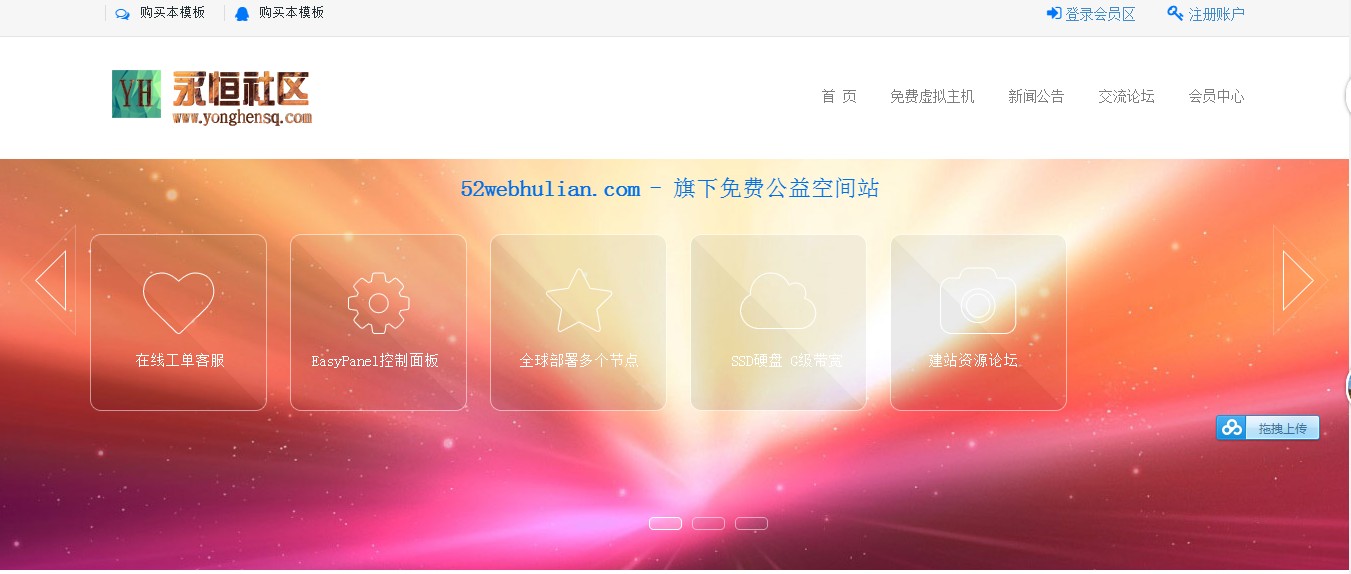 购买本模板 购买本模板 登录会员区 注册账户
YH 永恒社区
www.yonghensq.com
首 页 免费虚拟主机 新闻公告 交流论坛 会员中心
52webhulian.com - 旗下免费公益空间站
在线工单客服 EasyPanel控制面板 全球部署多个节点 SSD硬盘 G级带宽 建站资源论坛
拖拽上传